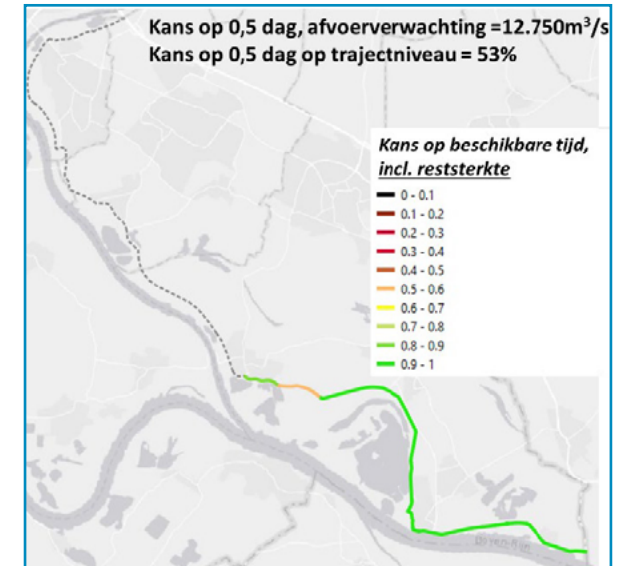 Kans op 0,5 dag, afvoerverwachting =12.750m³/s
Kans op 0,5 dag op trajectniveau = 53%
Kans op beschikbare tijd,
incl. reststerkte
0 - 0.1
0.1 - 0.2
0.2 - 0.3
0.3 - 0.4
0.4 - 0.5
0.5 - 0.6
0.6 - 0.7
0.7 - 0.8
0.8 - 0.9
0.9 - 1